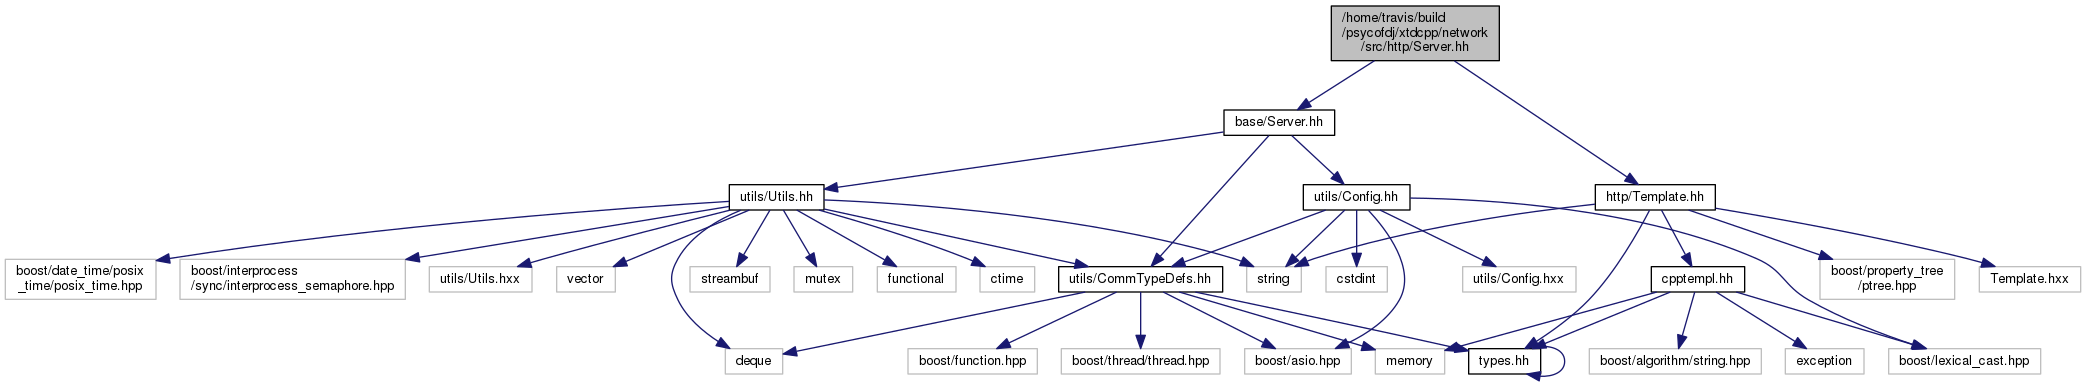 /home/travis/build
/psycofdj/xtdcpp/network
/src/http/Server.hh
base/Server.hh
utils/Utils.hh
utils/Config.hh
http/Template.hh
boost/date_time/posix
_time/posix_time.hpp
boost/interprocess
/sync/interprocess_semaphore.hpp
utils/Utils.hxx
vector
streambuf
mutex
functional
ctime
utils/CommTypeDefs.hh
string
cstdint
utils/Config.hxx
cpptempl.hh
boost/property_tree
/ptree.hpp
Template.hxx
deque
boost/function.hpp
boost/thread/thread.hpp
boost/asio.hpp
memory
types.hh
boost/algorithm/string.hpp
exception
boost/lexical_cast.hpp